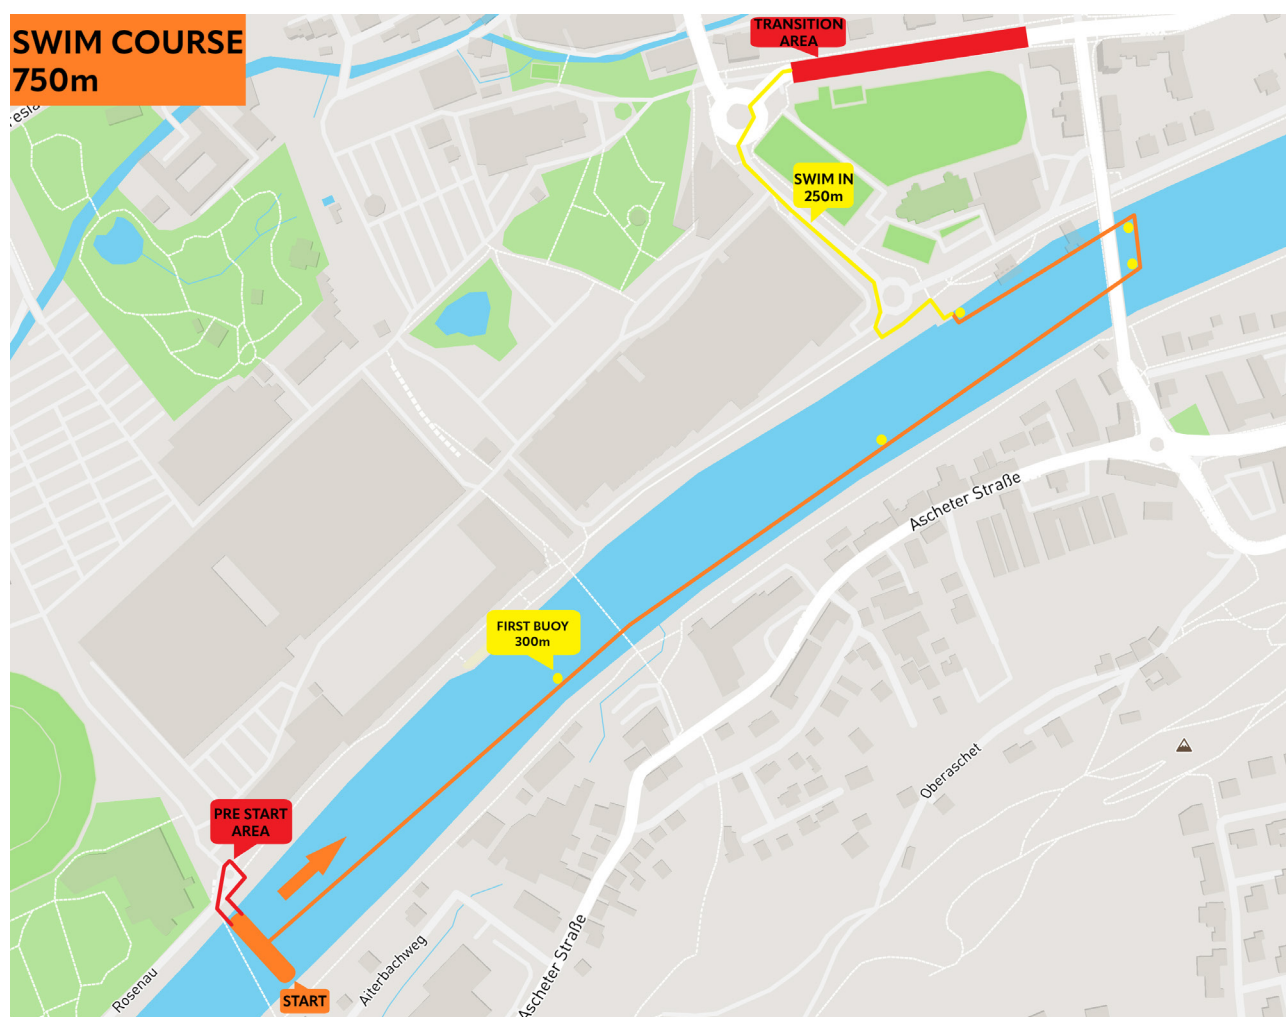 SWIM COURSE
750m
TRANSITION
AREA
SWIM IN
250m
Ascheter Straße
FIRST BUOY
300m
Oberaschet
PRE START
AREA
START
Rosenau
Aiterbachweg
Ascheter Straße